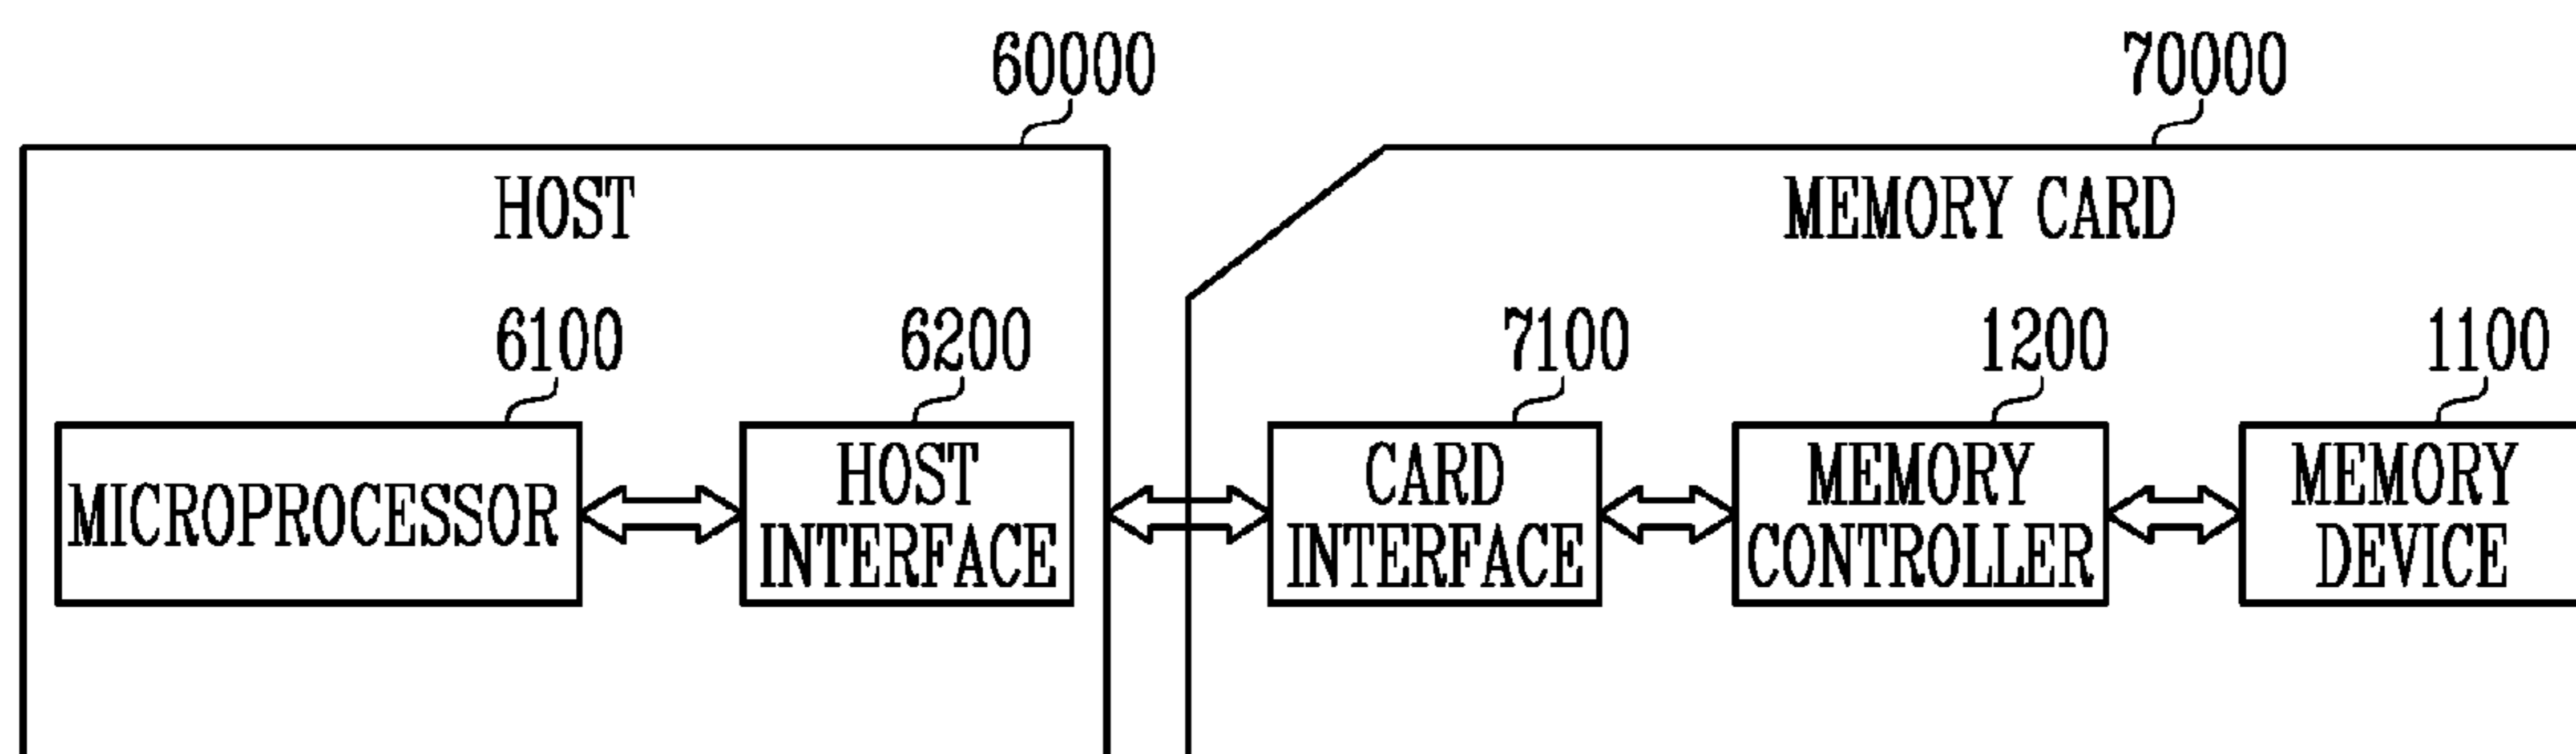 60000
70000
HOST
MEMORY CARD
6100
6200
7100
1200
1100
MICROPROCESSOR
HOST
INTERFACE
CARD
INTERFACE
MEMORY
CONTROLLER
MEMORY
DEVICE